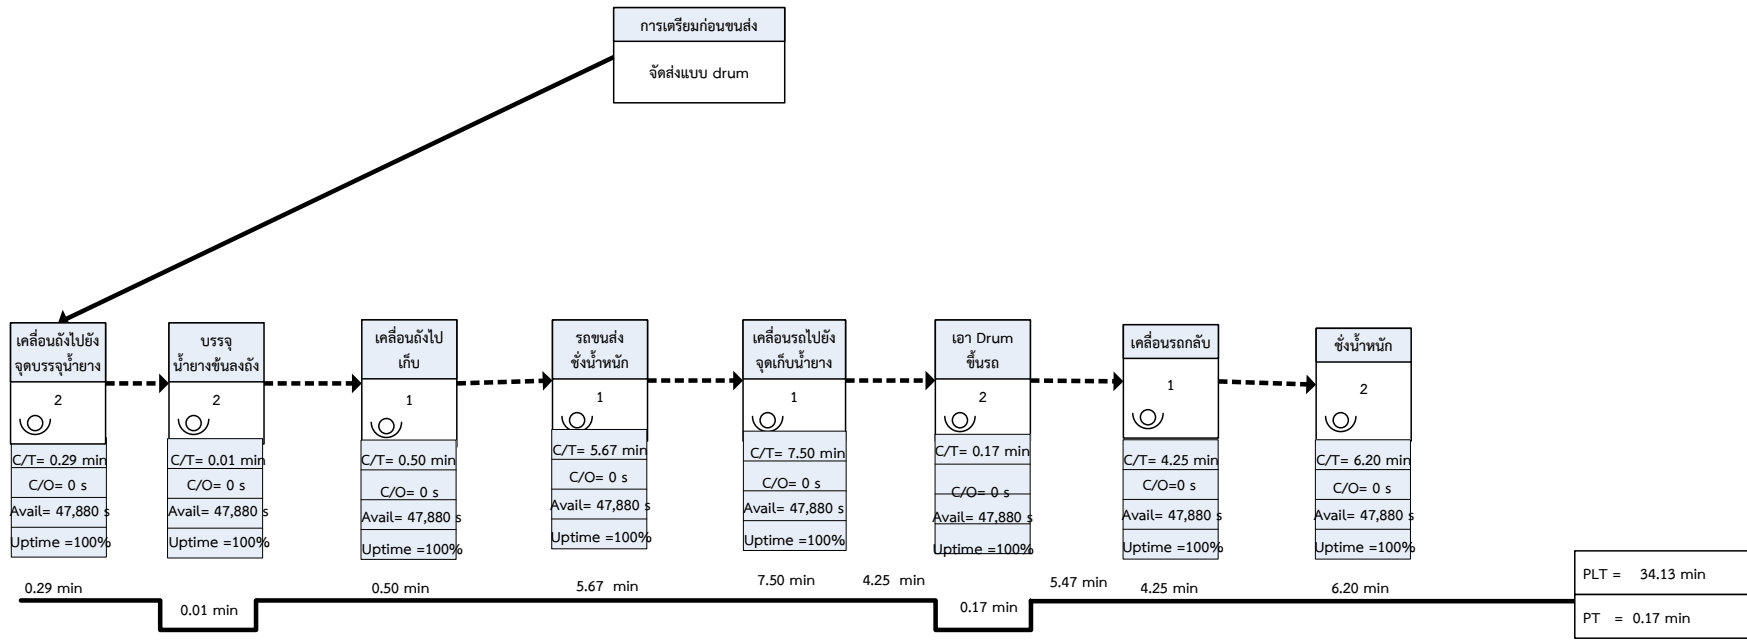 การเตรียมก่อนขนส่ง
จัดส่งแบบ drum
เคลื่อนถังไปยัง
จุดบรรจุน้ำยาง
2
C/T= 0.29 min
C/O= 0 s
Avail= 47,880 s
Uptime =100%
บรรจุ
น้ำยางข้นลงถัง
2
C/T= 0.01 min
C/O= 0 s
Avail= 47,880 s
Uptime =100%
เคลื่อนถังไป
เก็บ
1
C/T= 0.50 min
C/O= 0 s
Avail= 47,880 s
Uptime =100%
รถขนส่ง
ชั่งน้ำหนัก
1
C/T= 5.67 min
C/O= 0 s
Avail= 47,880 s
Uptime =100%
เคลื่อนรถไปยัง
จุดเก็บน้ำยาง
1
C/T= 7.50 min
C/O= 0 s
Avail= 47,880 s
Uptime =100%
เอา Drum
ขึ้นรถ
2
C/T= 0.17 min
C/O= 0 s
Avail= 47,880 s
Uptime =100%
เคลื่อนรถกลับ
1
C/T= 4.25 min
C/O=0 s
Avail= 47,880 s
Uptime =100%
ชั่งน้ำหนัก
2
C/T= 6.20 min
C/O= 0 s
Avail= 47,880 s
Uptime =100%
0.29 min
0.01 min
0.50 min
5.67 min
7.50 min
4.25 min
0.17 min
5.47 min
4.25 min
6.20 min
PLT = 34.13 min
PT = 0.17 min